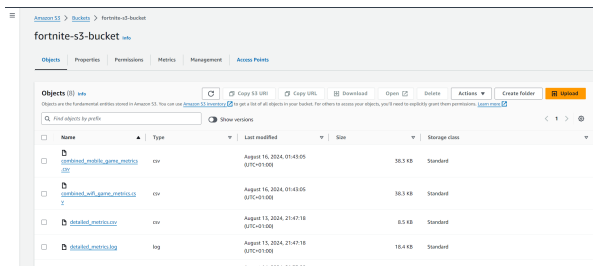 Amazon S3 > Buckets > fortnite-s3-bucket
fortnite-s3-bucket Info
Objects Properties Permissions Metrics Management Access Points
Objects (8) Info
Copy S3 URI Copy URL Download Open Delete Actions Create folder Upload
Objects are the fundamental entities stored in Amazon S3. You can use Amazon S3 inventory to get a list of all objects in your bucket. For others to access your objects, you'll need to explicitly grant them permissions. Learn more
Find objects by prefix
Show versions
1
Name Type Last modified Size Storage class
combined_mobile_game_metrics
.csv
csv
August 16, 2024, 01:43:05
(UTC+01:00)
38.3 KB
Standard
combined_wifi_game_metrics.cs
v
csv
August 16, 2024, 01:43:05
(UTC+01:00)
38.3 KB
Standard
detailed_metrics.csv
csv
August 13, 2024, 21:47:18
(UTC+01:00)
8.5 KB
Standard
detailed_metrics.log
log
August 13, 2024, 21:47:18
(UTC+01:00)
18.4 KB
Standard